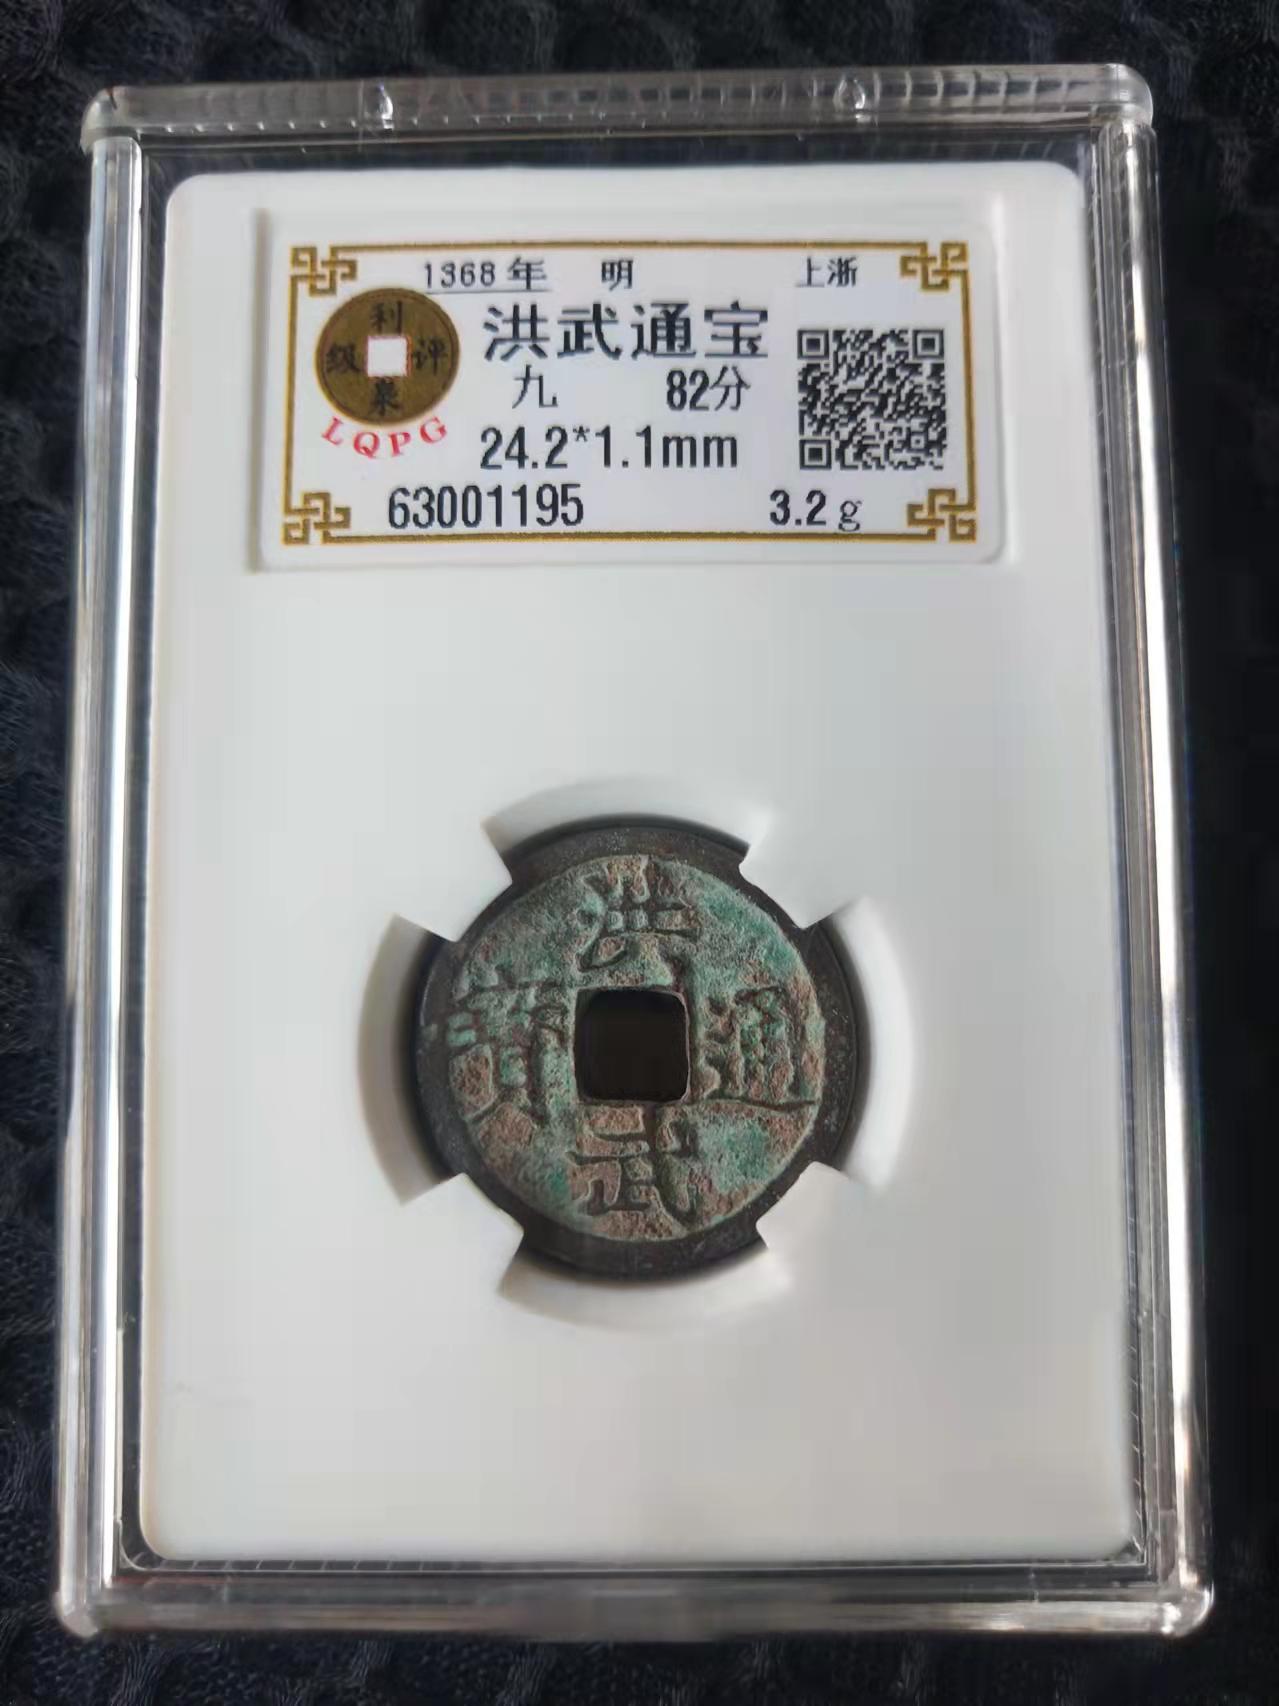 1368年 明 上浙
利泉评级
LQPG
洪武通宝
九 82分
24.2*1.1mm
63001195 3.2g
洪武通寶